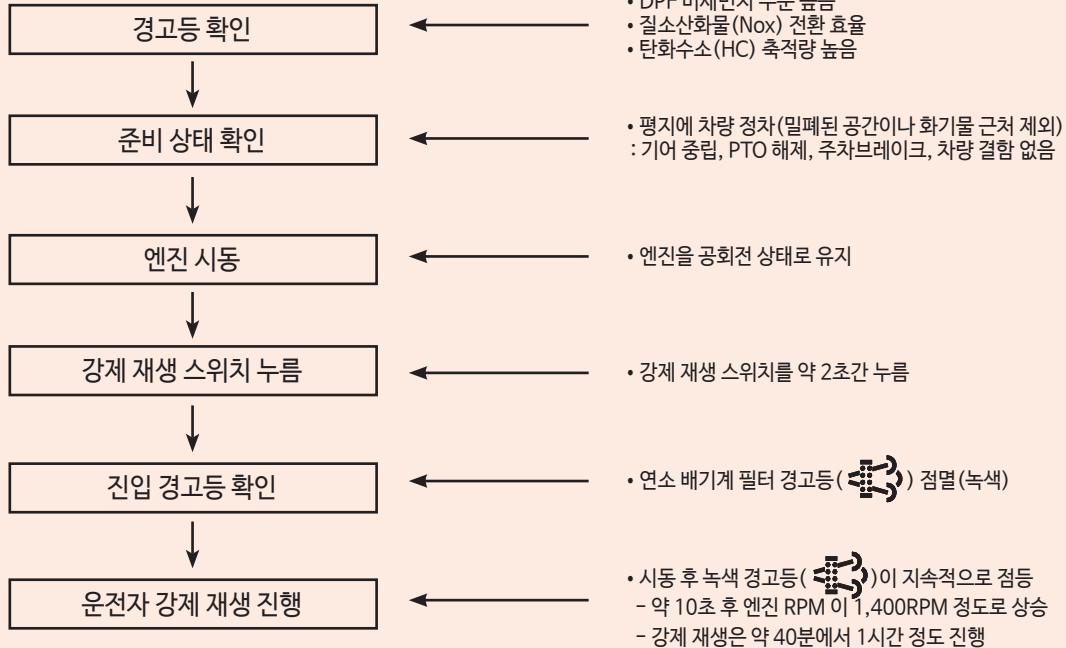 • DPF 미세먼지 수준 높음
경고등 확인
• 질소산화물(Nox) 전환 효율
• 탄화수소(HC) 축적량 높음
준비 상태 확인
• 평지에 차량 정차(밀폐된 공간이나 화기물 근처 제외)
: 기어 중립, PTO 해제, 주차브레이크, 차량 결함 없음
엔진 시동
• 엔진을 공회전 상태로 유지
강제 재생 스위치 누름
• 강제 재생 스위치를 약 2초간 누름
진입 경고등 확인
• 연소 배기계 필터 경고등( ) 점멸(녹색)
운전자 강제 재생 진행
• 시동 후 녹색 경고등( )이 지속적으로 점등
- 약 10초 후 엔진 RPM 이 1,400RPM 정도로 상승
- 강제 재생은 약 40분에서 1시간 정도 진행